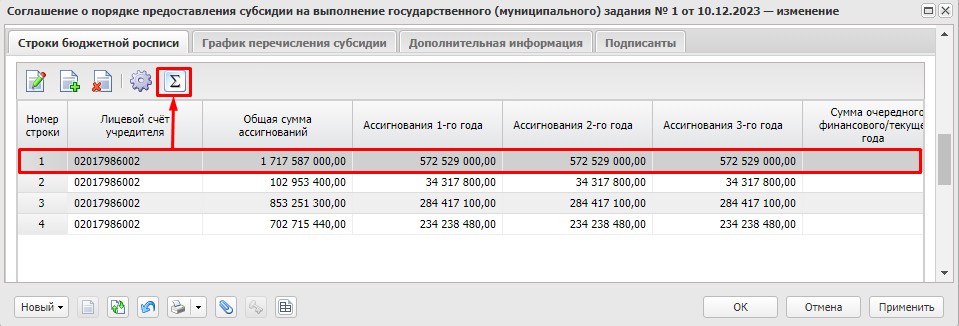 Соглашение о порядке предоставления субсидии на выполнение государственного (муниципального) задания № 1 от 10.12.2023 — изменение
Строки бюджетной росписи График перечисления субсидии Дополнительная информация Подписанты
Σ
Номер строки Лицевой счёт учредителя Общая сумма ассигнований Ассигнования 1-го года Ассигнования 2-го года Ассигнования 3-го года Сумма очередного финансового/текуще года
1 02017986002 1 717 587 000,00 572 529 000,00 572 529 000,00 572 529 000,00
2 02017986002 102 953 400,00 34 317 800,00 34 317 800,00 34 317 800,00
3 02017986002 853 251 300,00 284 417 100,00 284 417 100,00 284 417 100,00
4 02017986002 702 715 440,00 234 238 480,00 234 238 480,00 234 238 480,00
Новый ОК Отмена Применить